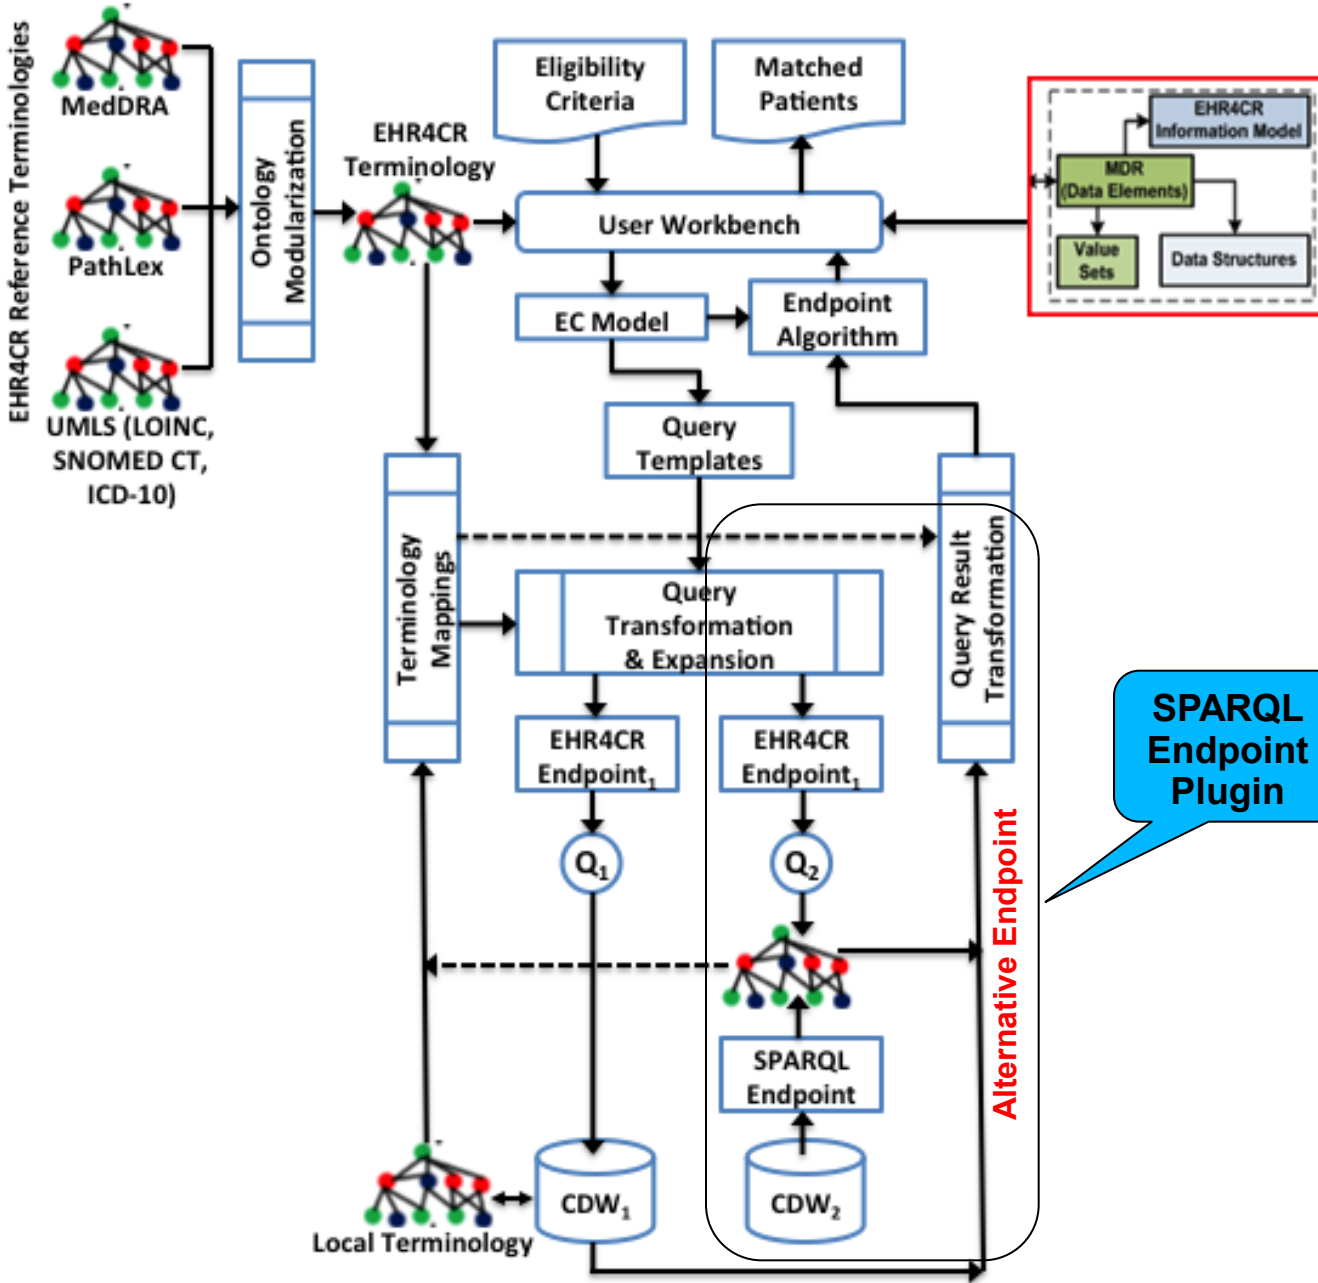 EHR4CR Reference Terminologies
MedDRA
PathLex
UMLS (LOINC,
SNOMED CT,
ICD-10)
Ontology
Modularization
EHR4CR
Terminology
Eligibility
Criteria
Matched
Patients
User Workbench
EHR4CR
Information Model
MDR
(Data Elements)
Value
Sets
Data Structures
EC Model
Endpoint
Algorithm
Query
Templates
Terminology
Mappings
Query
Transformation
& Expansion
Query Result
Transformation
EHR4CR
Endpoint₁
EHR4CR
Endpoint₁
SPARQL
Endpoint
Plugin
Q₁
Q₂
Alternative Endpoint
SPARQL
Endpoint
CDW₁
CDW₂
Local Terminology